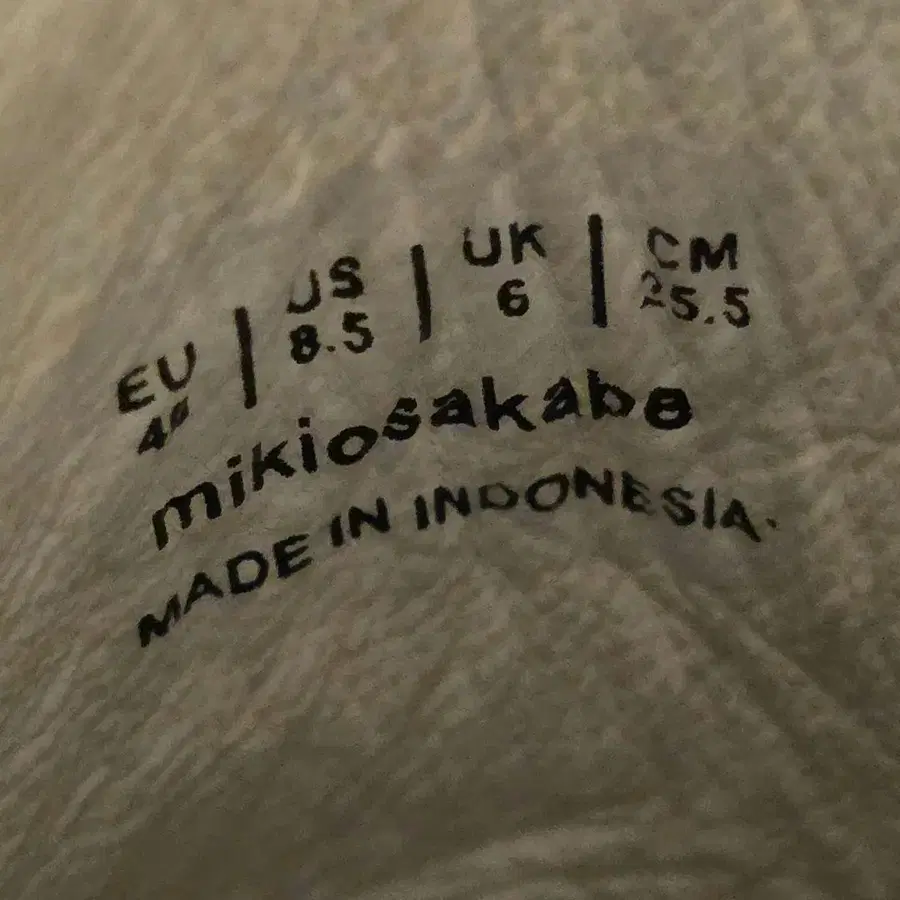 EU | US | UK | CM
8.5 | 6 | 25.5
mikiosakabe
MADE IN INDONESIA.